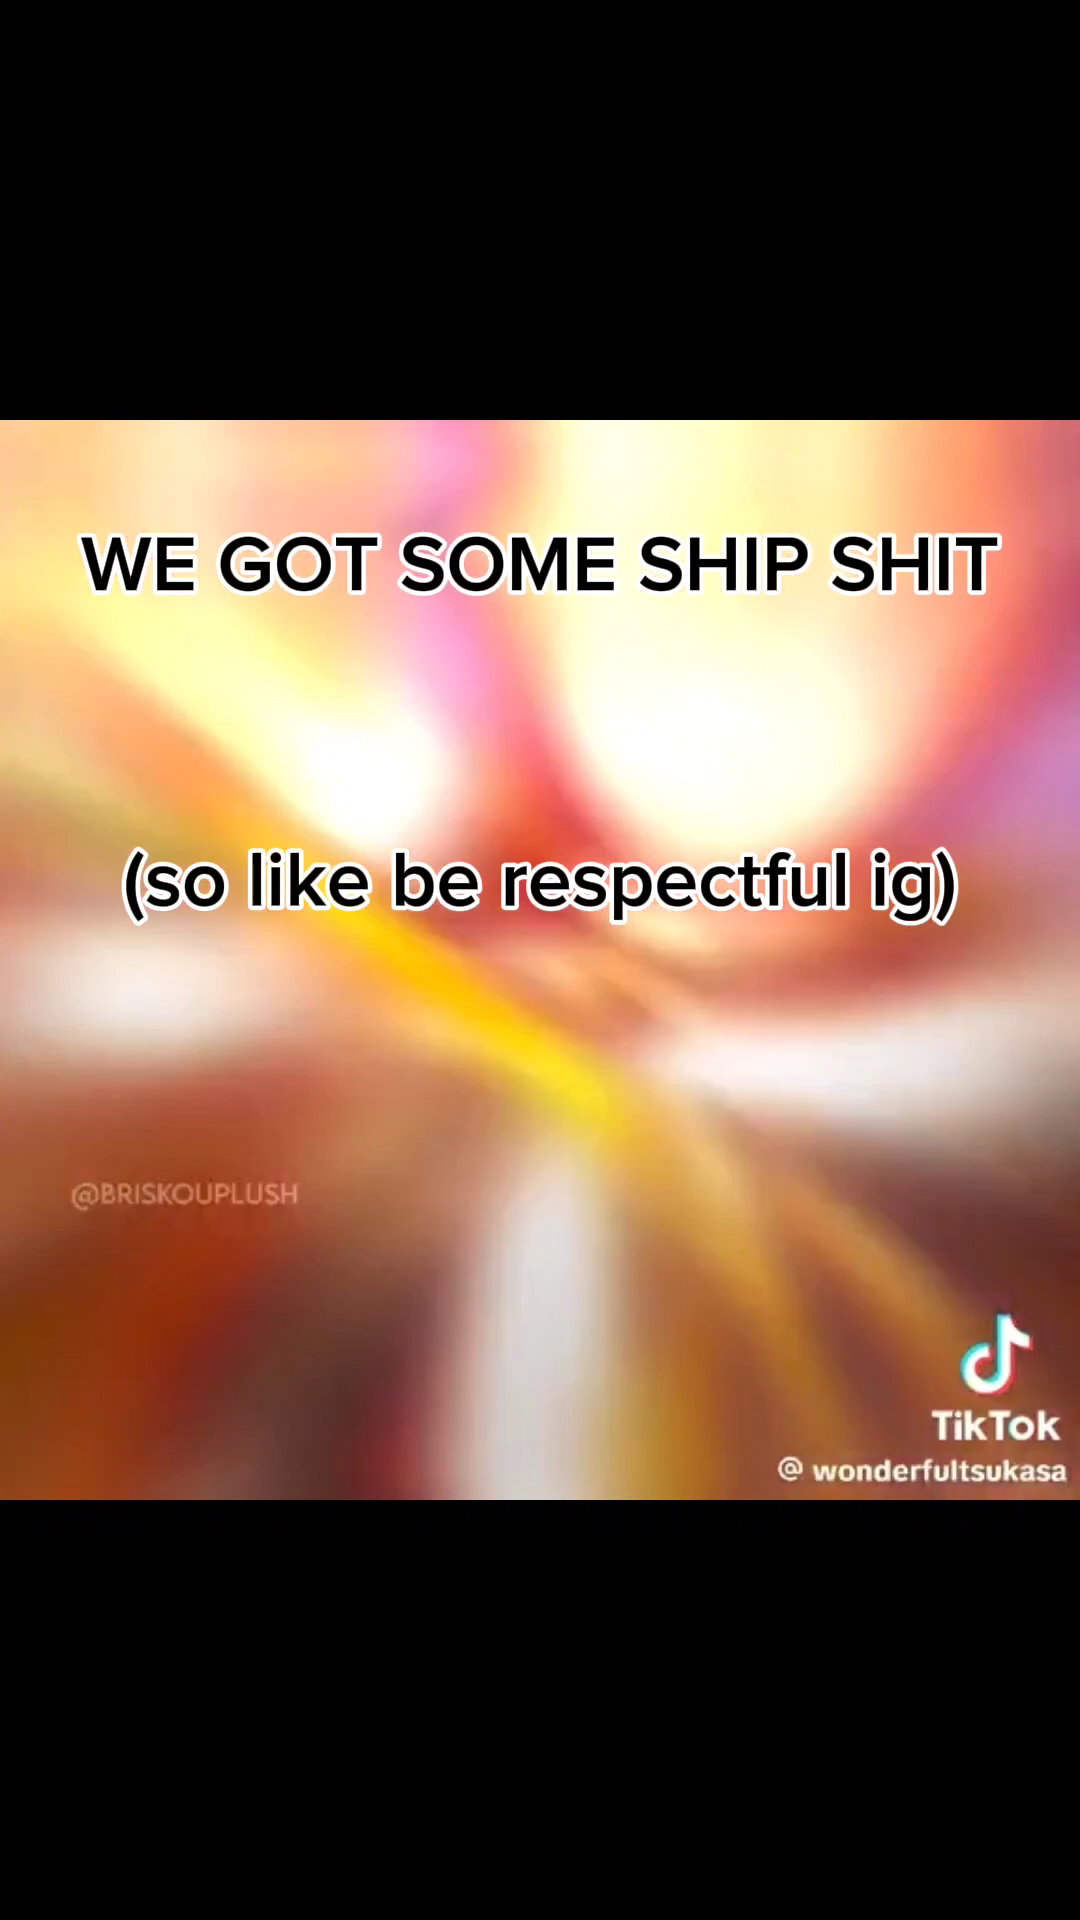 WE GOT SOME SHIP SHIT
(so like be respectful ig)
@BRISKOUPLUSH
TikTok
@ wonderfultsukasa